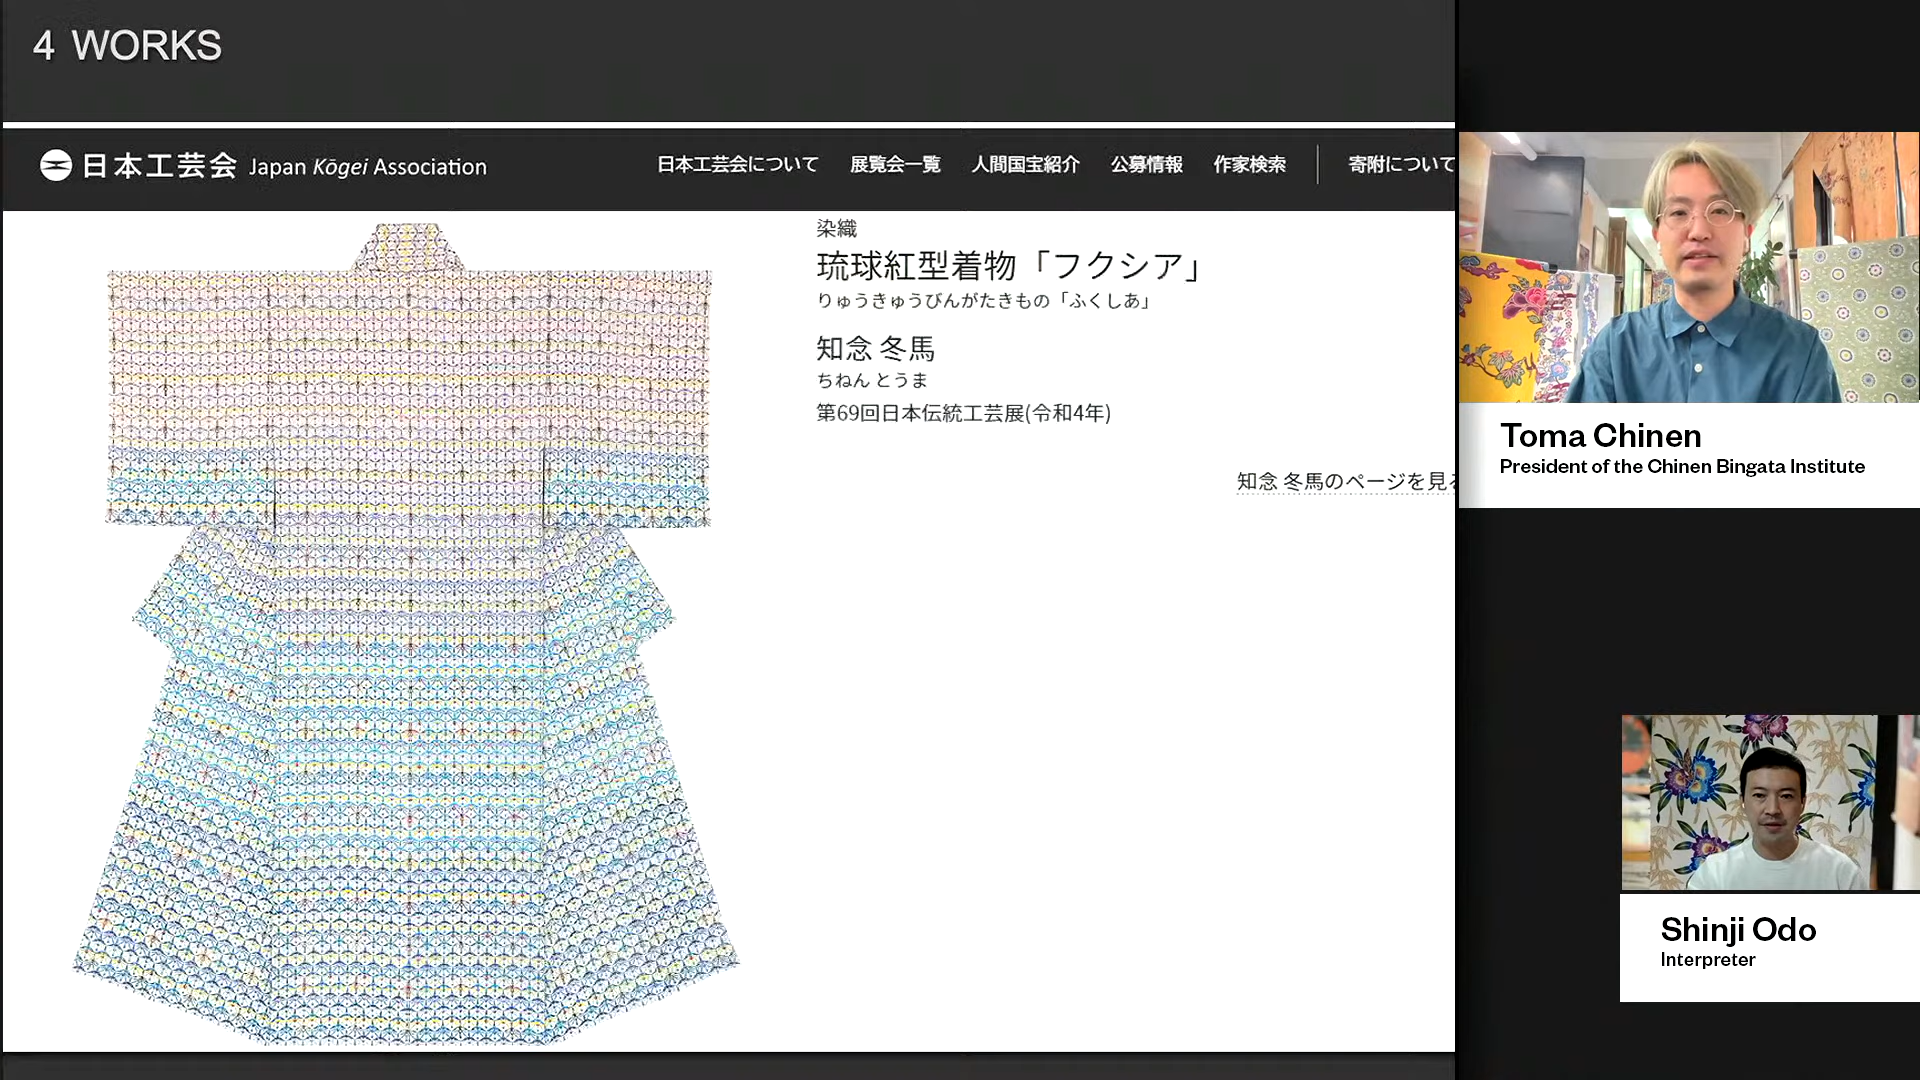 4 WORKS
日本工芸会 Japan Kōgei Association
日本工芸会について 展覧会一覧 人間国宝紹介 公募情報 作家検索 寄附について
染織
琉球紅型着物「フクシア」
りゅうきゅうびんがたきもの「ふくしあ」
知念 冬馬
ちねん とうま
第69回日本伝統工芸展(令和4年)
知念 冬馬のページを見る
Toma Chinen
President of the Chinen Bingata Institute
Shinji Odo
Interpreter